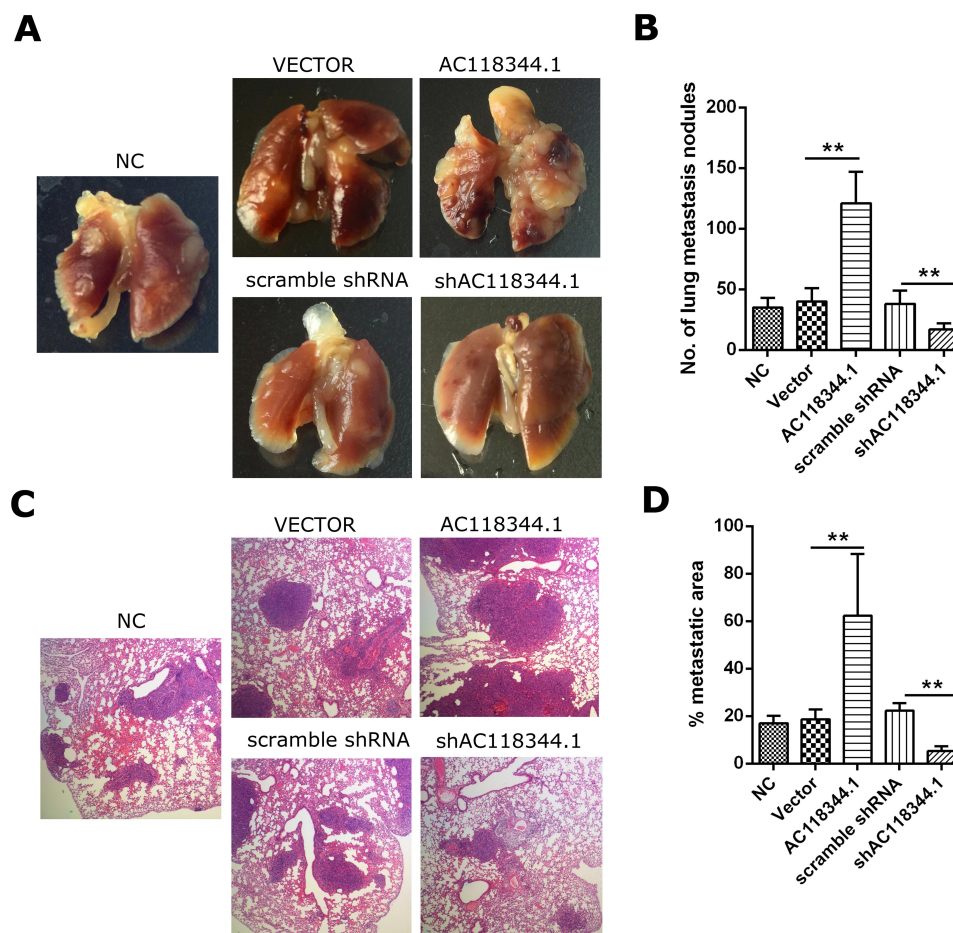 A
VECTOR
AC118344.1
NC
scramble shRNA
shAC118344.1
B
No. of lung metastasis nodules
200
150
100
50
0
**
**
NC
Vector
AC118344.1
scramble shRNA
shAC118344.1
C
VECTOR
AC118344.1
NC
scramble shRNA
shAC118344.1
D
% metastatic area
100
80
60
40
20
0
**
**
NC
Vector
AC118344.1
scramble shRNA
shAC118344.1